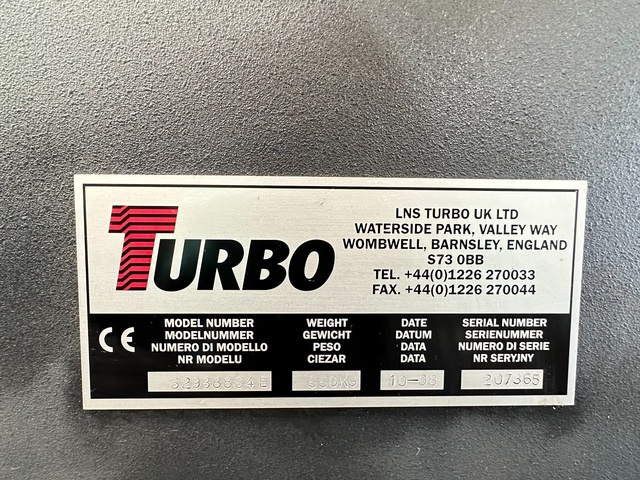 TURBO
LNS TURBO UK LTD
WATERSIDE PARK, VALLEY WAY
WOMBWELL, BARNSLEY, ENGLAND
S73 0BB
TEL. +44(0)1226 270033
FAX. +44(0)1226 270044
CE
MODEL NUMBER
MODELNUMMER
NUMERO DI MODELLO
NR MODELU
WEIGHT
GEWICHT
PESO
CIEZAR
DATE
DATUM
DATA
DATA
207365
SERIAL NUMBER
SERIENUMMER
NUMERO DI SERIE
NR SERYJNY